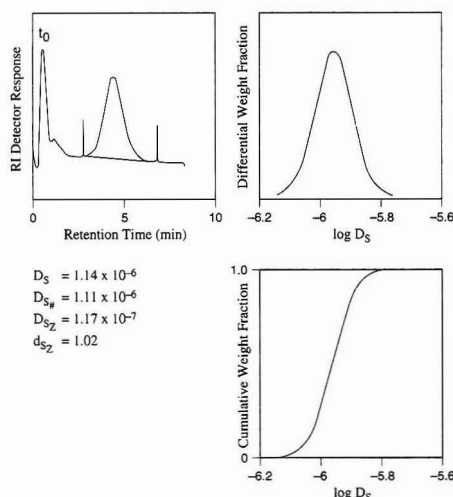 t0
RI Detector Response
0 5 10
Retention Time (min)
Differential Weight Fraction
−6.2 −6 −5.8 −5.6
log DS
DS = 1.14 x 10−6
DS# = 1.11 x 10−6
DSZ = 1.17 x 10−7
dSZ = 1.02
1.0
Cumulative Weight Fraction
0
−6.2 −6 −5.8 −5.6
log DS